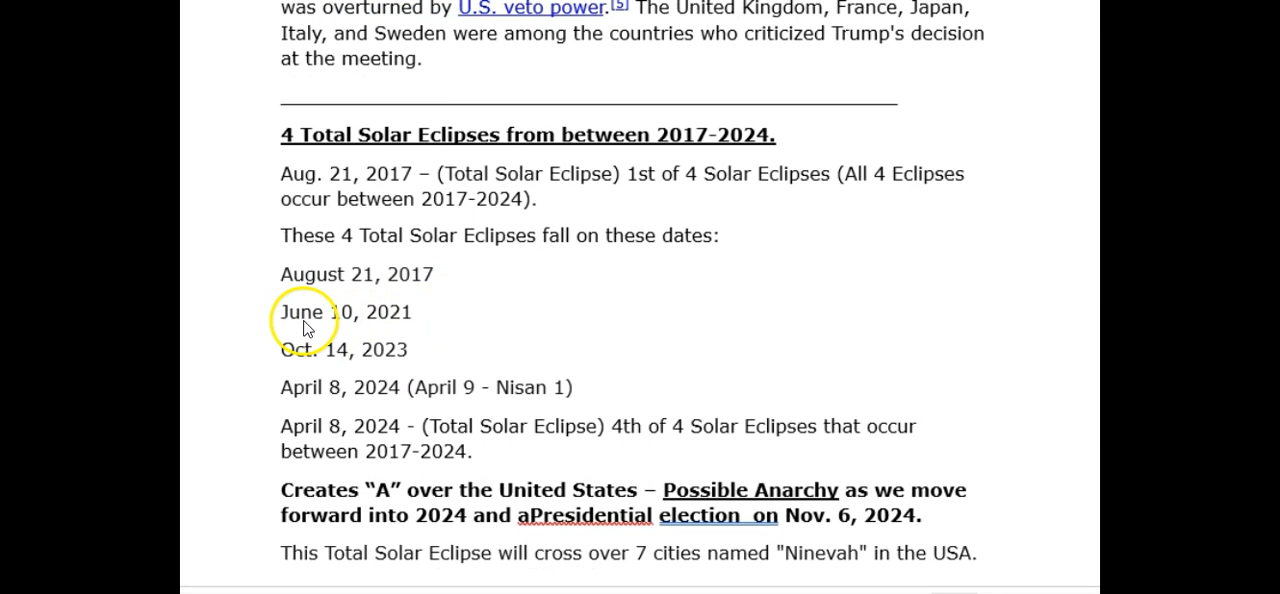 was overturned by U.S. veto power.[5] The United Kingdom, France, Japan,
Italy, and Sweden were among the countries who criticized Trump's decision
at the meeting.
4 Total Solar Eclipses from between 2017-2024.
Aug. 21, 2017 – (Total Solar Eclipse) 1st of 4 Solar Eclipses (All 4 Eclipses
occur between 2017-2024).
These 4 Total Solar Eclipses fall on these dates:
August 21, 2017
June 10, 2021
Oct. 14, 2023
April 8, 2024 (April 9 - Nisan 1)
April 8, 2024 - (Total Solar Eclipse) 4th of 4 Solar Eclipses that occur
between 2017-2024.
Creates “A” over the United States – Possible Anarchy as we move
forward into 2024 and aPresidential election  on Nov. 6, 2024.
This Total Solar Eclipse will cross over 7 cities named "Ninevah" in the USA.